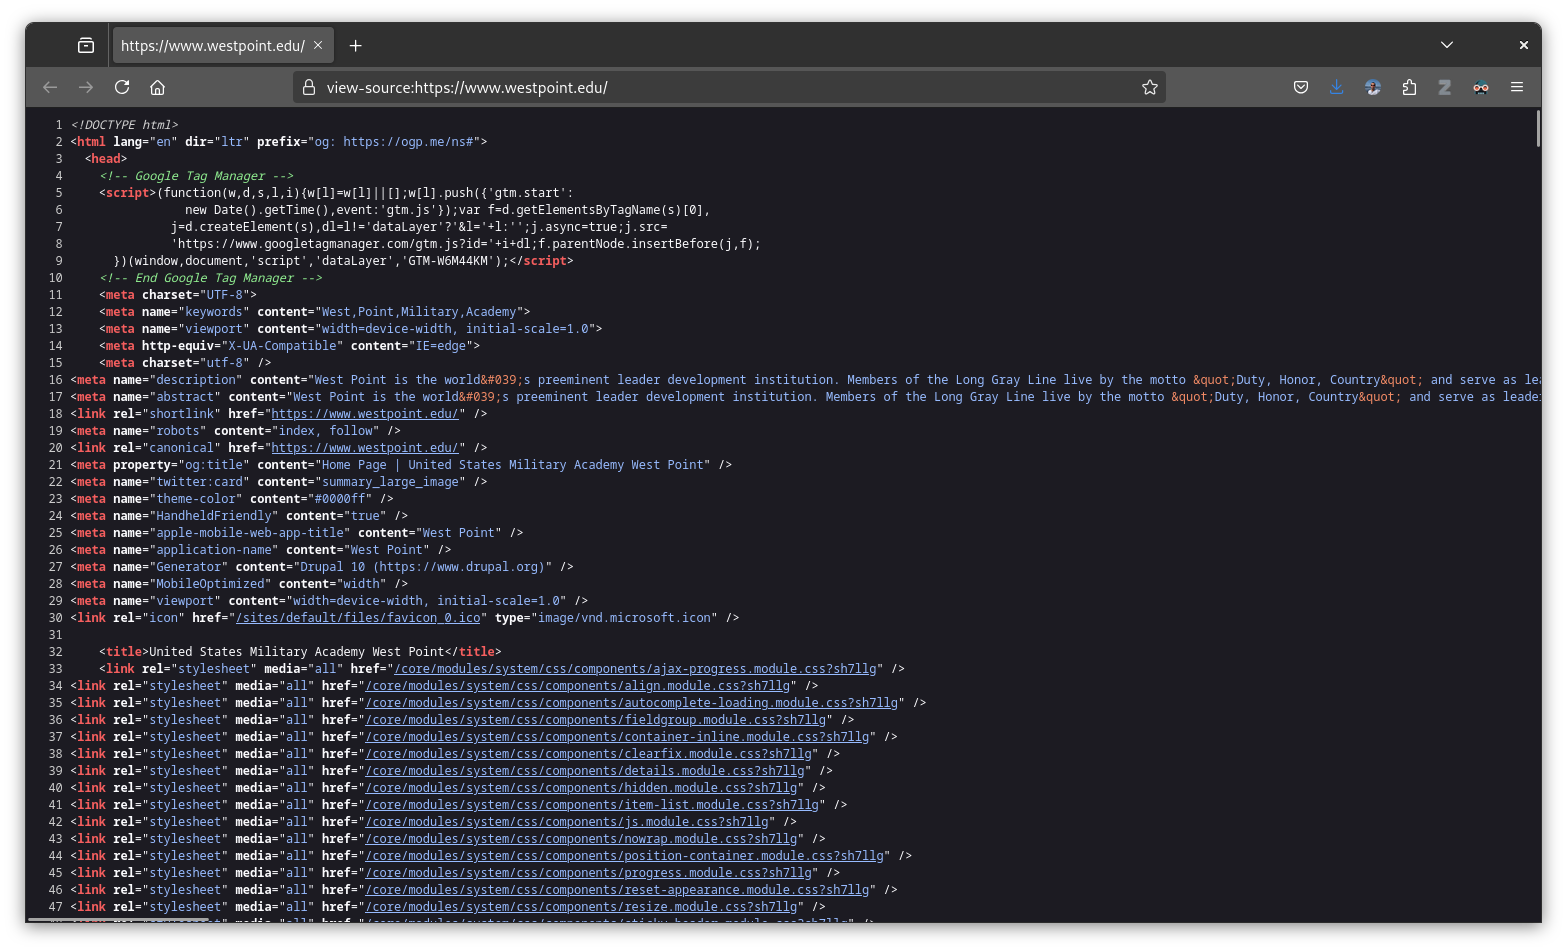 https://www.westpoint.edu/
view-source:https://www.westpoint.edu/
1 <!DOCTYPE html>
2 <html lang="en" dir="ltr" prefix="og: https://ogp.me/ns#">
3 <head>
4 <!-- Google Tag Manager -->
5 <script>(function(w,d,s,l,i){w[l]=w[l]||[];w[l].push({'gtm.start':
6 new Date().getTime(),event:'gtm.js'});var f=d.getElementsByTagName(s)[0],
7 j=d.createElement(s),dl=l!='dataLayer'?'&l='+l:'';j.async=true;j.src=
8 'https://www.googletagmanager.com/gtm.js?id='+i+dl;f.parentNode.insertBefore(j,f);
9 })(window,document,'script','dataLayer','GTM-W6M44KM');</script>
10 <!-- End Google Tag Manager -->
11 <meta charset="UTF-8">
12 <meta name="keywords" content="West,Point,Military,Academy">
13 <meta name="viewport" content="width=device-width, initial-scale=1.0">
14 <meta http-equiv="X-UA-Compatible" content="IE=edge">
15 <meta charset="utf-8" />
16 <meta name="description" content="West Point is the world&#039;s preeminent leader development institution. Members of the Long Gray Line live by the motto &quot;Duty, Honor, Country&quot; and serve as lea
17 <meta name="abstract" content="West Point is the world&#039;s preeminent leader development institution. Members of the Long Gray Line live by the motto &quot;Duty, Honor, Country&quot; and serve as leade
18 <link rel="shortlink" href="https://www.westpoint.edu/" />
19 <meta name="robots" content="index, follow" />
20 <link rel="canonical" href="https://www.westpoint.edu/" />
21 <meta property="og:title" content="Home Page | United States Military Academy West Point" />
22 <meta name="twitter:card" content="summary_large_image" />
23 <meta name="theme-color" content="#0000ff" />
24 <meta name="HandheldFriendly" content="true" />
25 <meta name="apple-mobile-web-app-title" content="West Point" />
26 <meta name="application-name" content="West Point" />
27 <meta name="Generator" content="Drupal 10 (https://www.drupal.org)" />
28 <meta name="MobileOptimized" content="width" />
29 <meta name="viewport" content="width=device-width, initial-scale=1.0" />
30 <link rel="icon" href="/sites/default/files/favicon_0.ico" type="image/vnd.microsoft.icon" />
31
32 <title>United States Military Academy West Point</title>
33 <link rel="stylesheet" media="all" href="/core/modules/system/css/components/ajax-progress.module.css?sh7llg" />
34 <link rel="stylesheet" media="all" href="/core/modules/system/css/components/align.module.css?sh7llg" />
35 <link rel="stylesheet" media="all" href="/core/modules/system/css/components/autocomplete-loading.module.css?sh7llg" />
36 <link rel="stylesheet" media="all" href="/core/modules/system/css/components/fieldgroup.module.css?sh7llg" />
37 <link rel="stylesheet" media="all" href="/core/modules/system/css/components/container-inline.module.css?sh7llg" />
38 <link rel="stylesheet" media="all" href="/core/modules/system/css/components/clearfix.module.css?sh7llg" />
39 <link rel="stylesheet" media="all" href="/core/modules/system/css/components/details.module.css?sh7llg" />
40 <link rel="stylesheet" media="all" href="/core/modules/system/css/components/hidden.module.css?sh7llg" />
41 <link rel="stylesheet" media="all" href="/core/modules/system/css/components/item-list.module.css?sh7llg" />
42 <link rel="stylesheet" media="all" href="/core/modules/system/css/components/js.module.css?sh7llg" />
43 <link rel="stylesheet" media="all" href="/core/modules/system/css/components/nowrap.module.css?sh7llg" />
44 <link rel="stylesheet" media="all" href="/core/modules/system/css/components/position-container.module.css?sh7llg" />
45 <link rel="stylesheet" media="all" href="/core/modules/system/css/components/progress.module.css?sh7llg" />
46 <link rel="stylesheet" media="all" href="/core/modules/system/css/components/reset-appearance.module.css?sh7llg" />
47 <link rel="stylesheet" media="all" href="/core/modules/system/css/components/resize.module.css?sh7llg" />